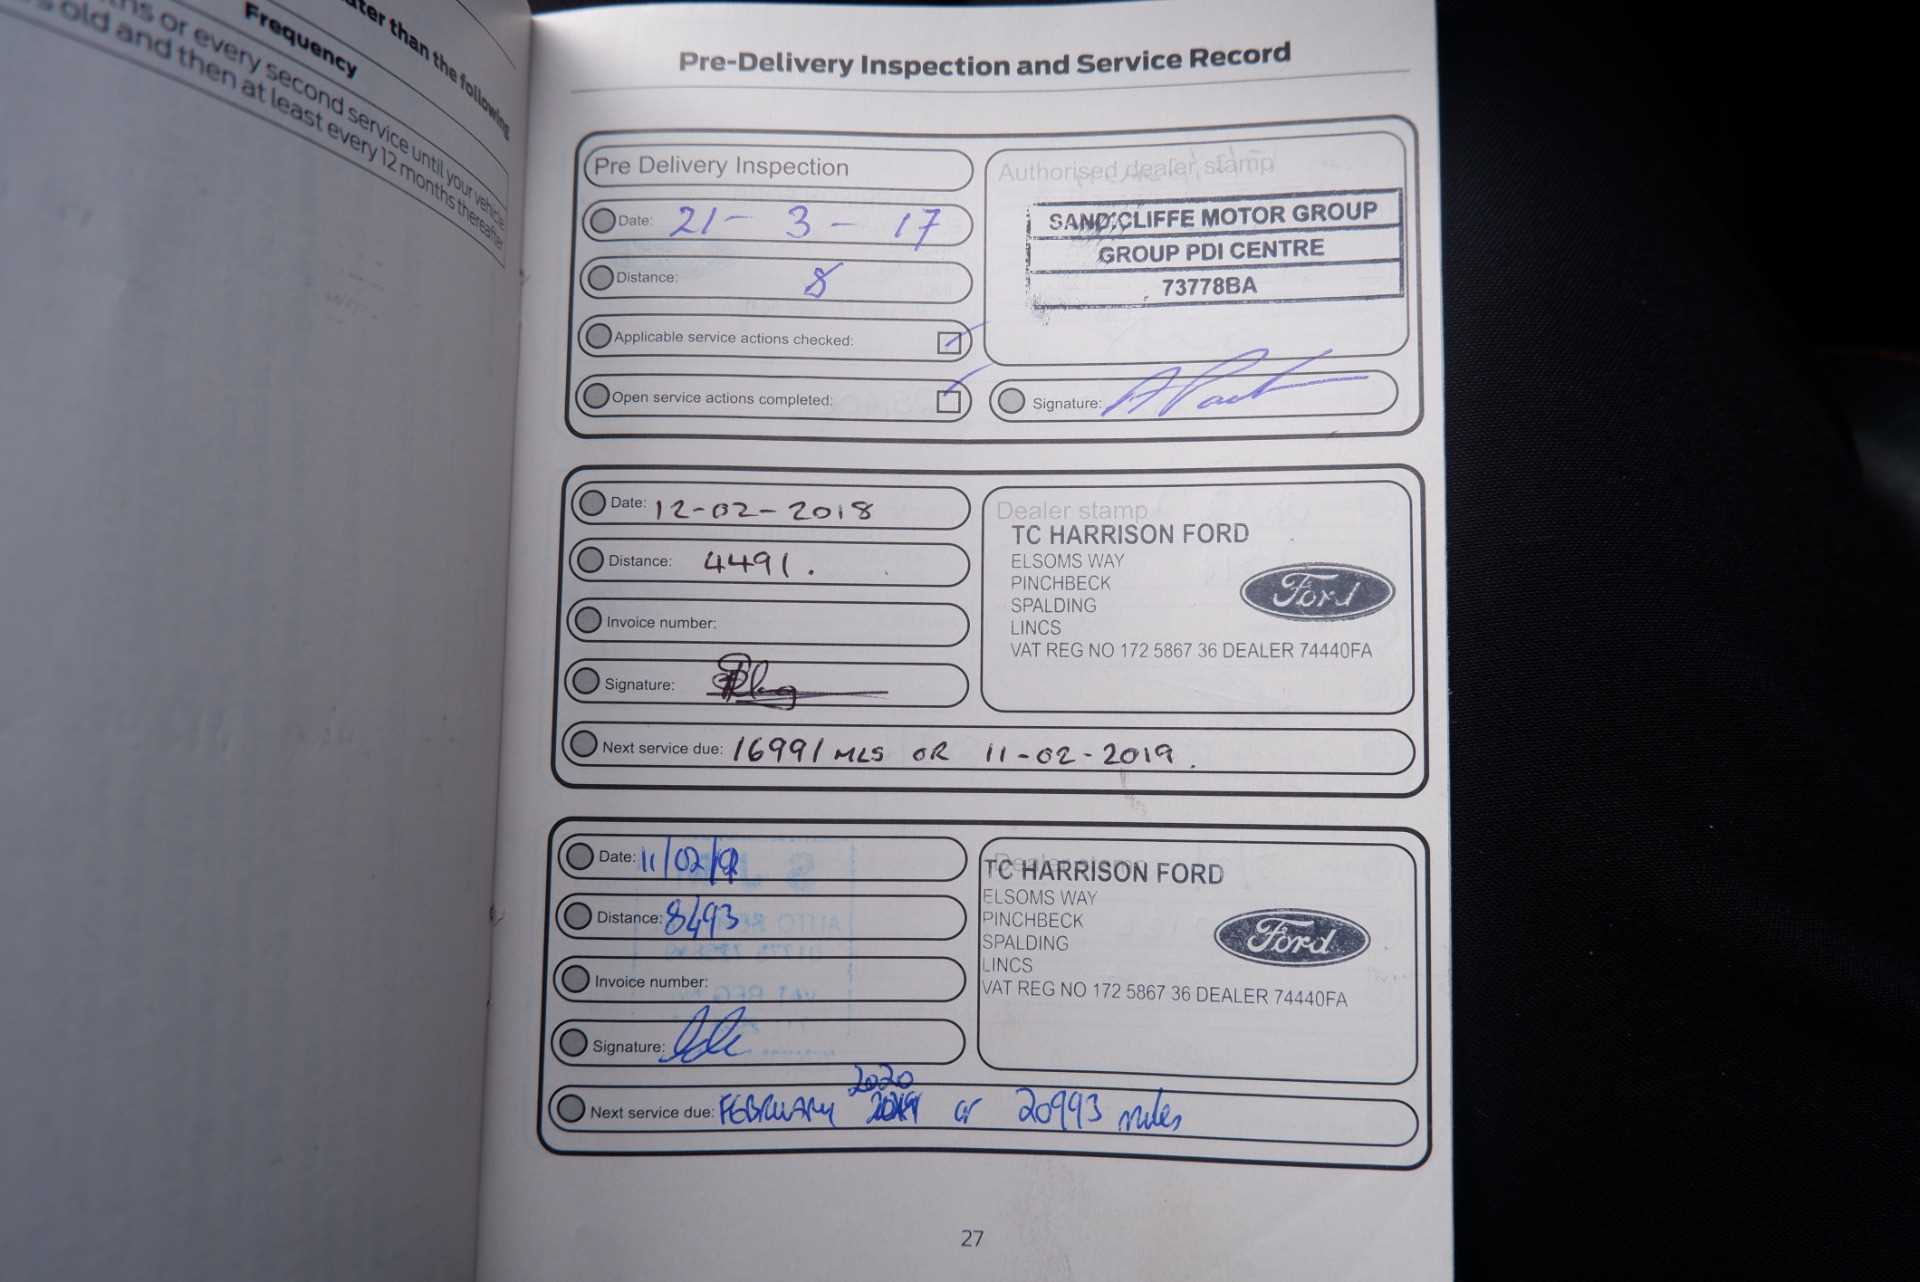 ater than the following
Frequency
ns or every second service until your vehicle
s old and then at least every 12 months thereafter
Pre-Delivery Inspection and Service Record
Pre Delivery Inspection
Date: 21 - 3 - 17
Distance: 8
Applicable service actions checked:
Open service actions completed:
Authorised dealer stamp
SANDICLIFFE MOTOR GROUP
GROUP PDI CENTRE
73778BA
Signature:
Date: 12-02-2018
Distance: 4491.
Invoice number:
Signature:
Dealer stamp
TC HARRISON FORD
ELSOMS WAY
PINCHBECK
SPALDING
LINCS
VAT REG NO 172 5867 36 DEALER 74440FA
Ford
Next service due: 16991 MLS OR 11-02-2019.
Date: 11/02/19
Distance: 8493
Invoice number:
Signature:
Dealer stamp
TC HARRISON FORD
ELSOMS WAY
PINCHBECK
SPALDING
LINCS
VAT REG NO 172 5867 36 DEALER 74440FA
Ford
Next service due: FEBRUARY 2020 or 20993 miles
27